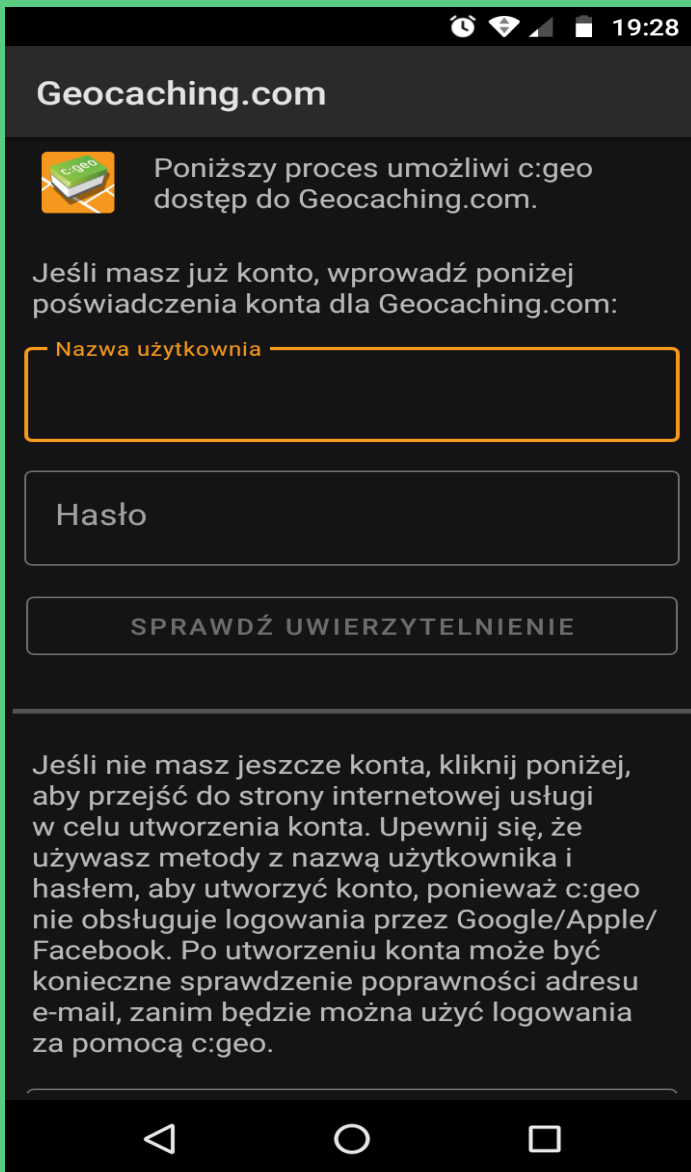 19:28
Geocaching.com
c:geo
Poniższy proces umożliwi c:geo
dostęp do Geocaching.com.
Jeśli masz już konto, wprowadź poniżej
poświadczenia konta dla Geocaching.com:
Nazwa użytkownia
Hasło
SPRAWDŹ UWIERZYTELNIENIE
Jeśli nie masz jeszcze konta, kliknij poniżej,
aby przejść do strony internetowej usługi
w celu utworzenia konta. Upewnij się, że
używasz metody z nazwą użytkownika i
hasłem, aby utworzyć konto, ponieważ c:geo
nie obsługuje logowania przez Google/Apple/
Facebook. Po utworzeniu konta może być
konieczne sprawdzenie poprawności adresu
e-mail, zanim będzie można użyć logowania
za pomocą c:geo.